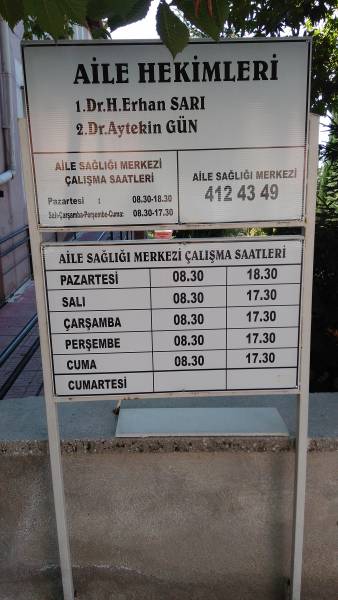 AİLE HEKİMLERİ
1.Dr.H.Erhan SARI
2.Dr.Aytekin GÜN
AİLE SAĞLIĞI MERKEZİ
ÇALIŞMA SAATLERİ
Pazartesi : 08.30-18.30
Salı-Çarşamba-Perşembe-Cuma: 08.30-17.30
AİLE SAĞLIĞI MERKEZİ
412 43 49
AİLE SAĞLIĞI MERKEZİ ÇALIŞMA SAATLERİ
PAZARTESİ 08.30 18.30
SALI 08.30 17.30
ÇARŞAMBA 08.30 17.30
PERŞEMBE 08.30 17.30
CUMA 08.30 17.30
CUMARTESİ